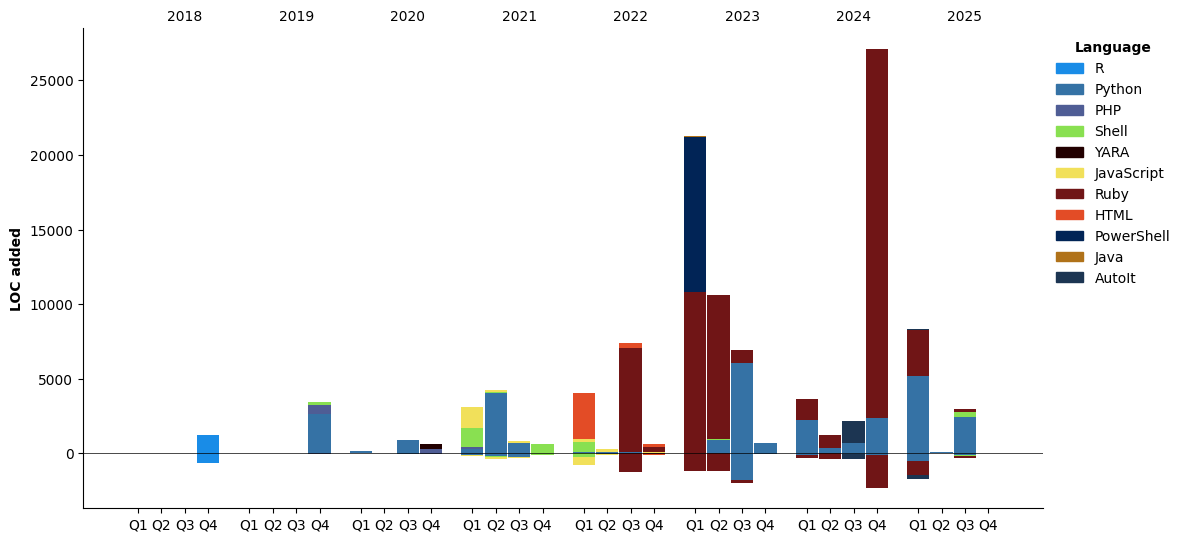 2018 2019 2020 2021 2022 2023 2024 2025
LOC added
25000
20000
15000
10000
5000
0
Q1 Q2 Q3 Q4 Q1 Q2 Q3 Q4 Q1 Q2 Q3 Q4 Q1 Q2 Q3 Q4 Q1 Q2 Q3 Q4 Q1 Q2 Q3 Q4 Q1 Q2 Q3 Q4 Q1 Q2 Q3 Q4
Language
R
Python
PHP
Shell
YARA
JavaScript
Ruby
HTML
PowerShell
Java
AutoIt